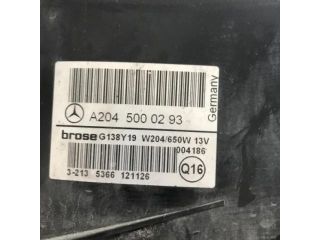 A204 500 02 93
Germany
brose G138Y19 W204/650W 13V
004186
3-213 5366 121126
Q16